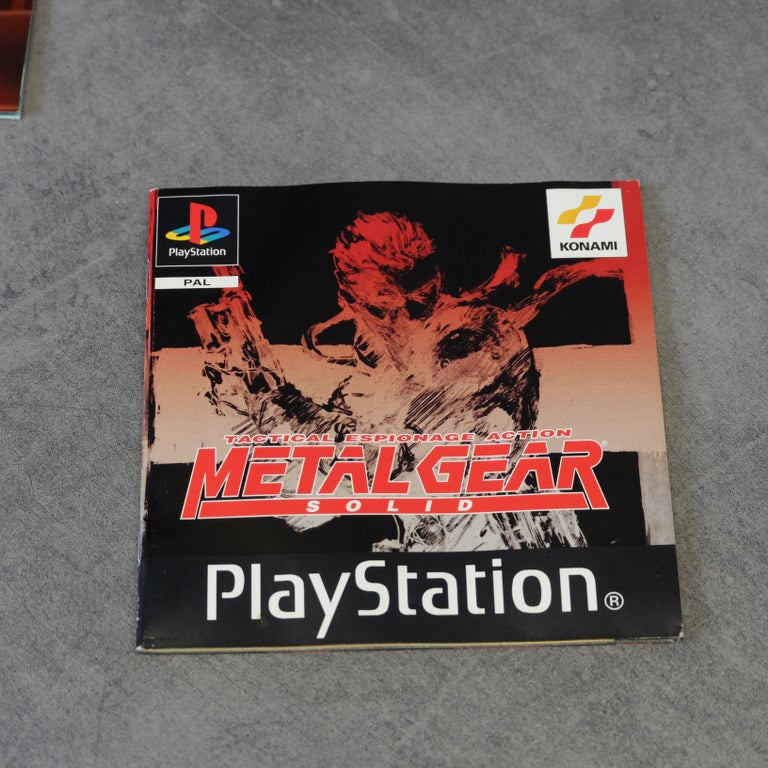 PlayStation
PAL
KONAMI
TACTICAL ESPIONAGE ACTION
METAL GEAR®
SOLID
PlayStation®